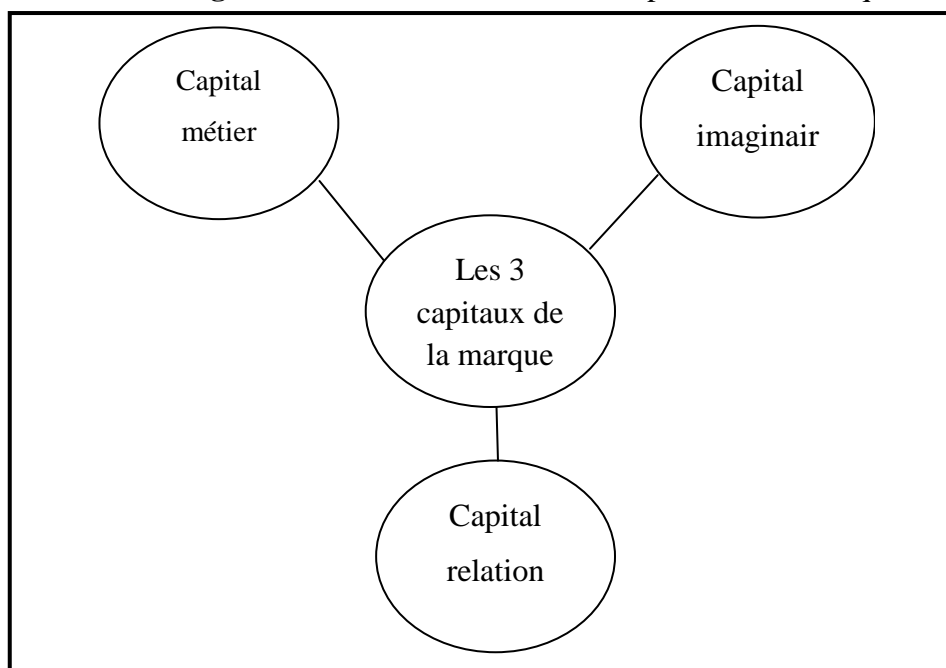 Capital
métier
Capital
imaginair
Les 3
capitaux de
la marque
Capital
relation